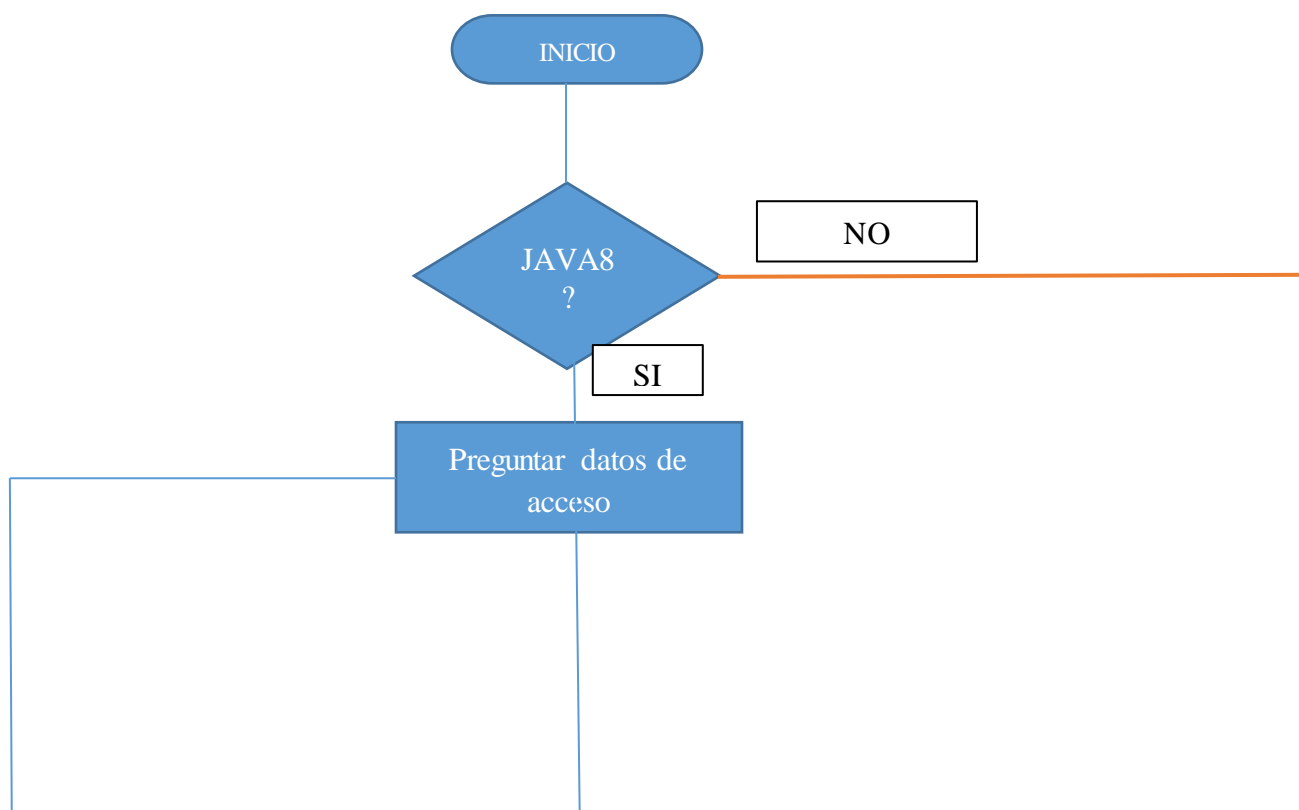 INICIO
JAVA8
?
NO
SI
Preguntar datos de
acceso